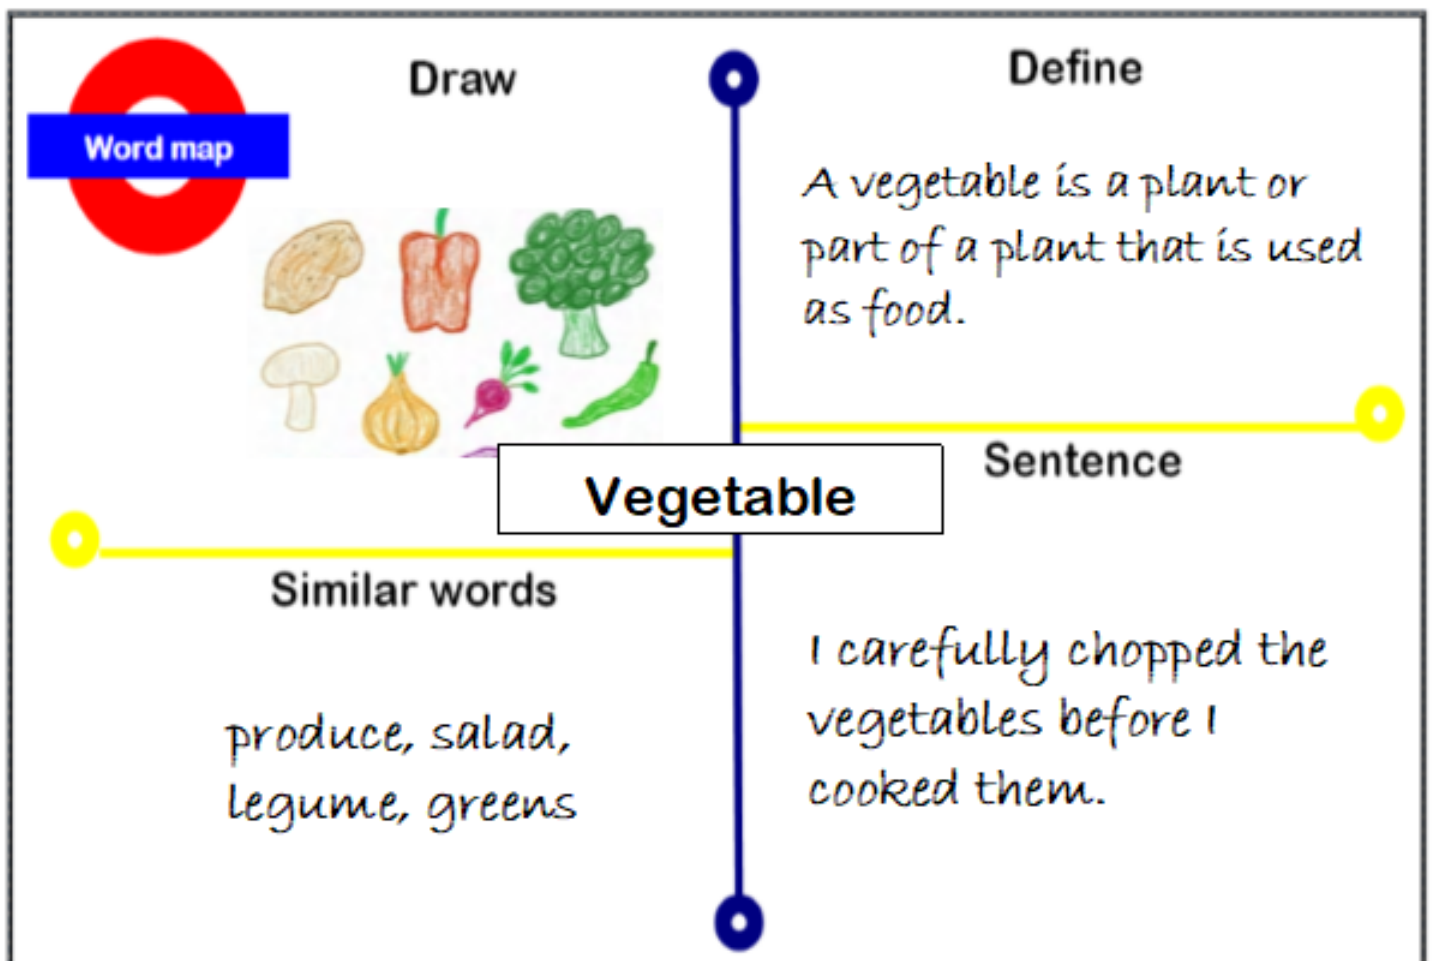 Word map
Draw
Define
A vegetable is a plant or
part of a plant that is used
as food.
Vegetable
Sentence
I carefully chopped the
vegetables before I
cooked them.
Similar words
produce, salad,
legume, greens